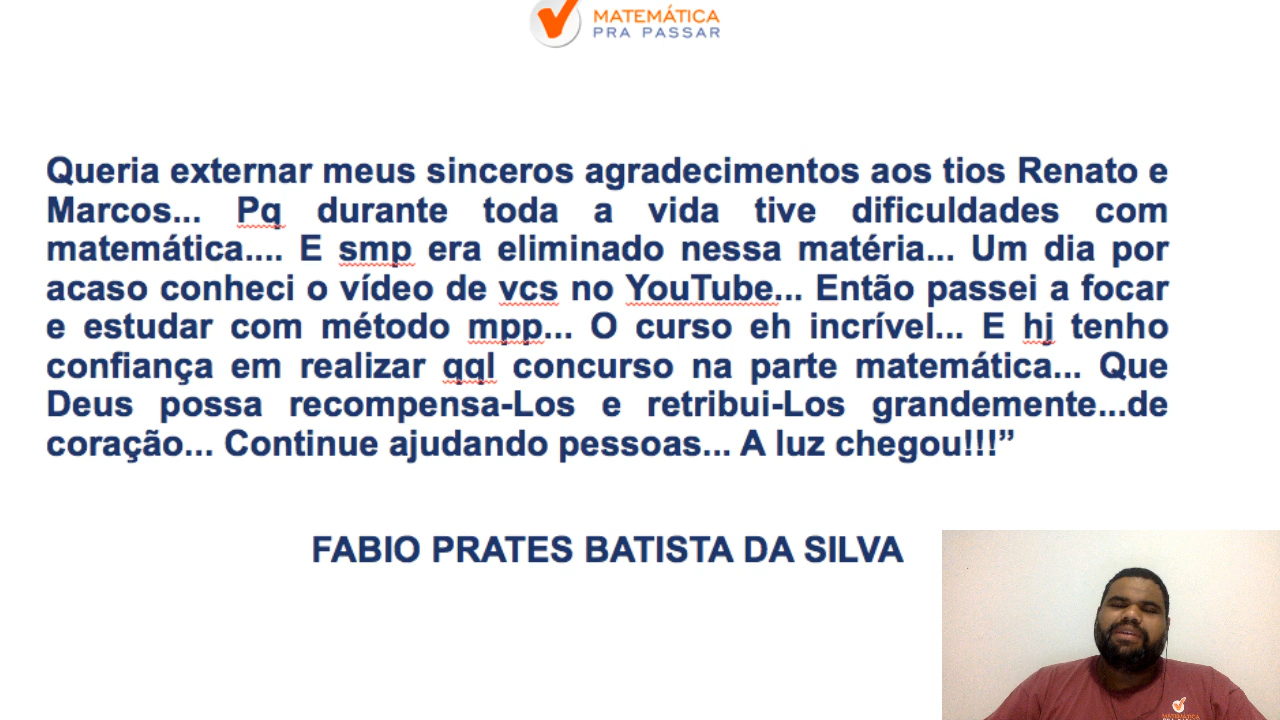 MATEMÁTICA
PRA PASSAR
Queria externar meus sinceros agradecimentos aos tios Renato e
Marcos... Pq durante toda a vida tive dificuldades com
matemática.... E smp era eliminado nessa matéria... Um dia por
acaso conheci o vídeo de vcs no YouTube... Então passei a focar
e estudar com método mpp... O curso eh incrível... E hj tenho
confiança em realizar qql concurso na parte matemática... Que
Deus possa recompensa-Los e retribui-Los grandemente...de
coração... Continue ajudando pessoas... A luz chegou!!!”
FABIO PRATES BATISTA DA SILVA
MATEMÁTICA